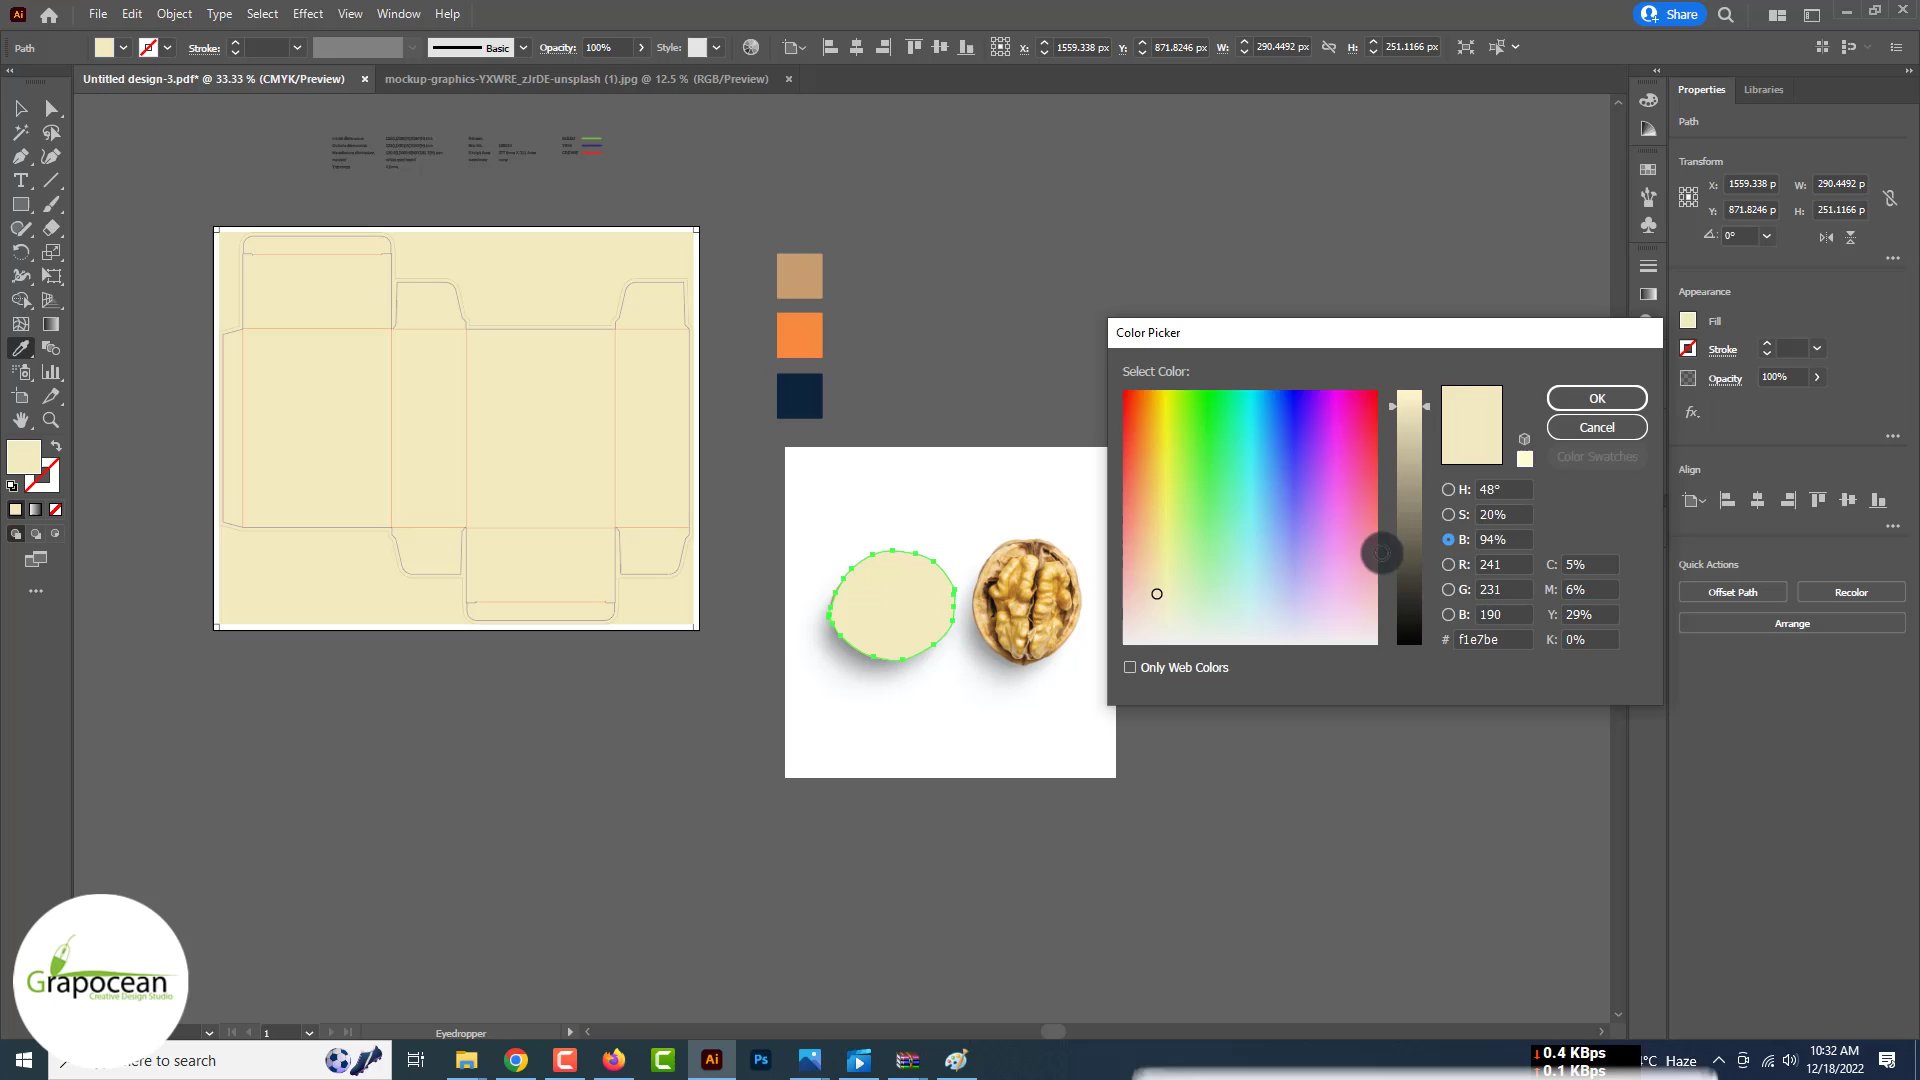 File Edit Object Type Select Effect View Window Help
Share
Path
Stroke:
Basic
Opacity: 100%
Style:
X: 1559.338 px Y: 871.8246 px W: 290.4492 px H: 251.1166 px
Untitled design-3.pdf* @ 33.33 % (CMYK/Preview)
mockup-graphics-YXWRE_zJrDE-unsplash (1).jpg @ 12.5 % (RGB/Preview)
Properties Libraries
Path
Transform
X: 1559.338 p W: 290.4492 p
Y: 871.8246 p H: 251.1166 p
0°
Appearance
Fill
Stroke
Opacity 100%
fx.
Align
Quick Actions
Offset Path Recolor
Arrange
Color Picker
Select Color:
OK
Cancel
Color Swatches
H: 48°
S: 20%
B: 94%
R: 241 C: 5%
G: 231 M: 6%
B: 190 Y: 29%
# f1e7be K: 0%
Only Web Colors
Grapocean
Creative Design Studio
1
Eyedropper
here to search
Ai
Ps
0.4 KBps
0.1 KBps
°C Haze
10:32 AM
12/18/2022